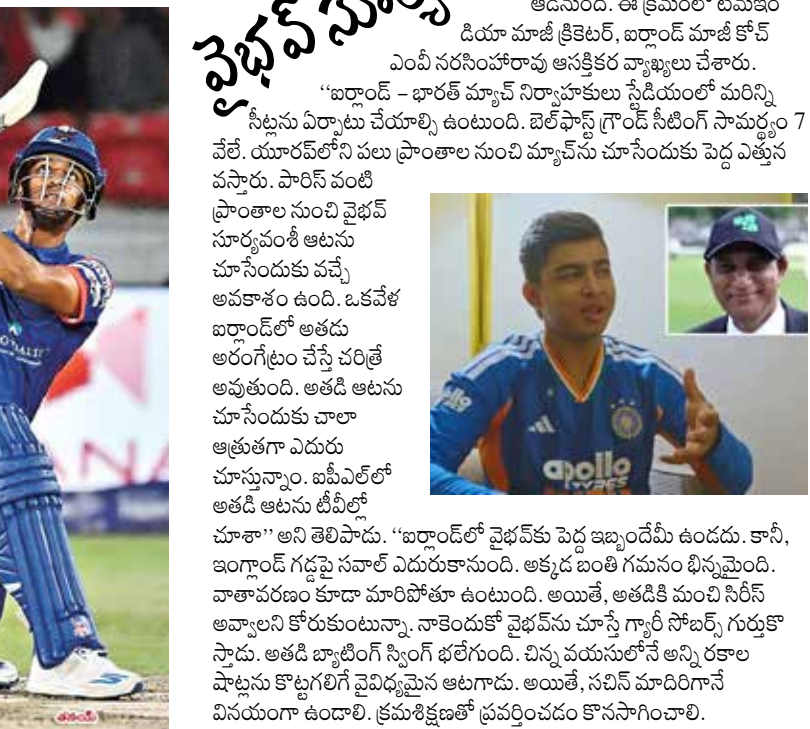 వైభవ్ సూర్య
ఆడనుంది. ఈ క్రమంలో టీమ్ఇం
డియా మాజీ క్రికెటర్, ఐర్లాండ్ మాజీ కోచ్
ఎంవీ నరసింహారావు ఆసక్తికర వ్యాఖ్యలు చేశారు.
‘‘ఐర్లాండ్ – భారత్ మ్యాచ్ నిర్వాహకులు స్టేడియంలో మరిన్ని
సీట్లను ఏర్పాటు చేయాల్సి ఉంటుంది. బెల్‌ఫాస్ట్ గ్రౌండ్ సీటింగ్ సామర్థ్యం 7
వేలే. యూరప్‌లోని పలు ప్రాంతాల నుంచి మ్యాచ్‌ను చూసేందుకు పెద్ద ఎత్తున
వస్తారు. పారిస్ వంటి
ప్రాంతాల నుంచి వైభవ్
సూర్యవంశీ ఆటను
చూసేందుకు వచ్చే
అవకాశం ఉంది. ఒకవేళ
ఐర్లాండ్‌లో అతడు
అరంగేట్రం చేస్తే చరిత్రే
అవుతుంది. అతడి ఆటను
చూసేందుకు చాలా
ఆత్రుతగా ఎదురు
చూస్తున్నాం. ఐపీఎల్‌లో
అతడి ఆటను టీవీల్లో
చూశా’’ అని తెలిపాడు. ‘‘ఐర్లాండ్‌లో వైభవ్‌కు పెద్ద ఇబ్బందేమీ ఉండదు. కానీ,
ఇంగ్లాండ్ గడ్డపై సవాల్ ఎదురుకానుంది. అక్కడ బంతి గమనం భిన్నమైంది.
వాతావరణం కూడా మారిపోతూ ఉంటుంది. అయితే, అతడికి మంచి సిరీస్
అవ్వాలని కోరుకుంటున్నా. నాకెందుకో వైభవ్‌ను చూస్తే గ్యారీ సోబర్స్ గుర్తుకొ
స్తాడు. అతడి బ్యాటింగ్ స్వింగ్ భలేగుంది. చిన్న వయసులోనే అన్ని రకాల
షాట్లను కొట్టగలిగే వైవిధ్యమైన ఆటగాడు. అయితే, సచిన్ మాదిరిగానే
వినయంగా ఉండాలి. క్రమశిక్షణతో ప్రవర్తించడం కొనసాగించాలి.
apollo
TYRES